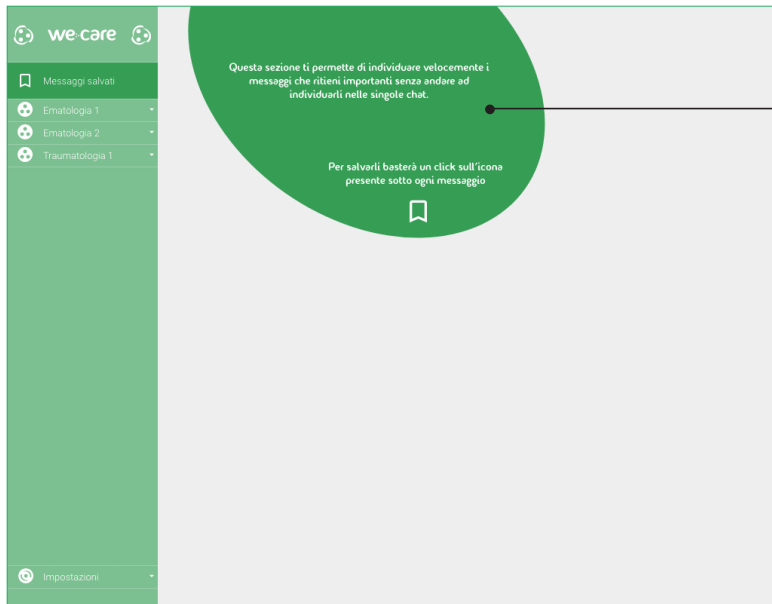 we:care
Messaggi salvati
Ematologia 1
Ematologia 2
Traumatologia 1
Impostazioni
Questa sezione ti permette di individuare velocemente i
messaggi che ritieni importanti senza andare ad
individuarli nelle singole chat.
Per salvarli basterà un click sull'icona
presente sotto ogni messaggio